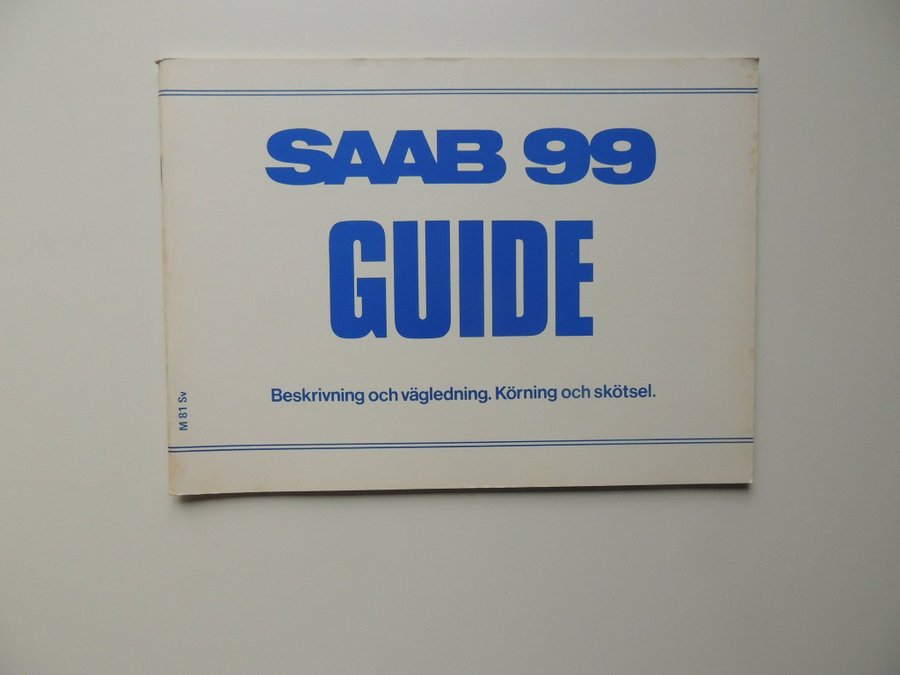 SAAB 99
GUIDE
Beskrivning och vägledning. Körning och skötsel.
M 81 Sv